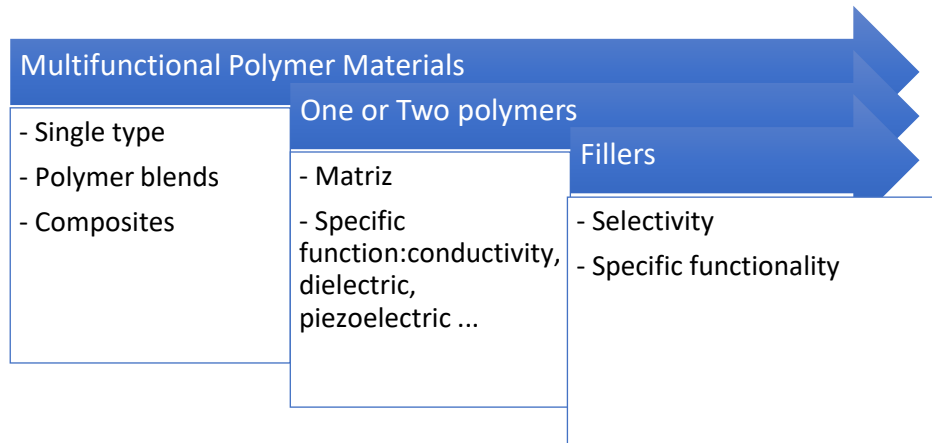 Multifunctional Polymer Materials
- Single type
- Polymer blends
- Composites
One or Two polymers
- Matriz
- Specific
function:conductivity,
dielectric,
piezoelectric ...
Fillers
- Selectivity
- Specific functionality